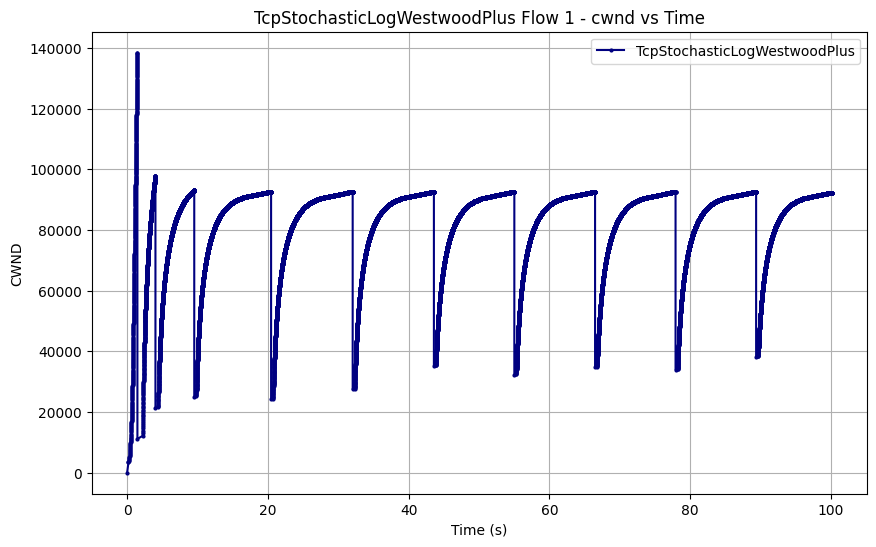 TcpStochasticLogWestwoodPlus Flow 1 - cwnd vs Time
TcpStochasticLogWestwoodPlus
140000
120000
100000
80000
60000
40000
20000
0
CWND
0 20 40 60 80 100
Time (s)